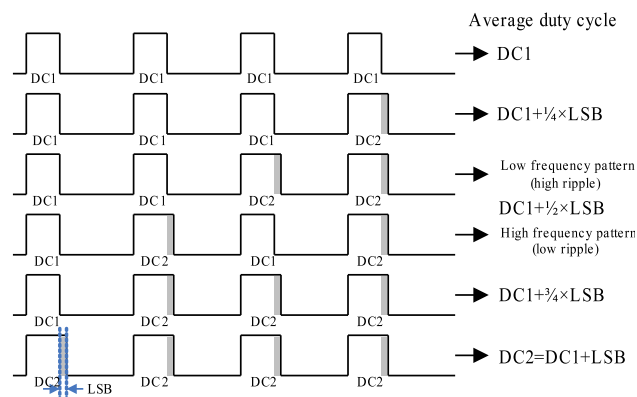 Average duty cycle
DC1 DC1 DC1 DC1 DC1
DC1 DC1 DC1 DC2 DC1+¼×LSB
DC1 DC1 DC2 DC2 Low frequency pattern
(high ripple)
DC1+½×LSB
DC1 DC2 DC1 DC2 High frequency pattern
(low ripple)
DC1 DC2 DC2 DC2 DC1+¾×LSB
DC2 DC2 DC2 DC2 DC2=DC1+LSB
LSB